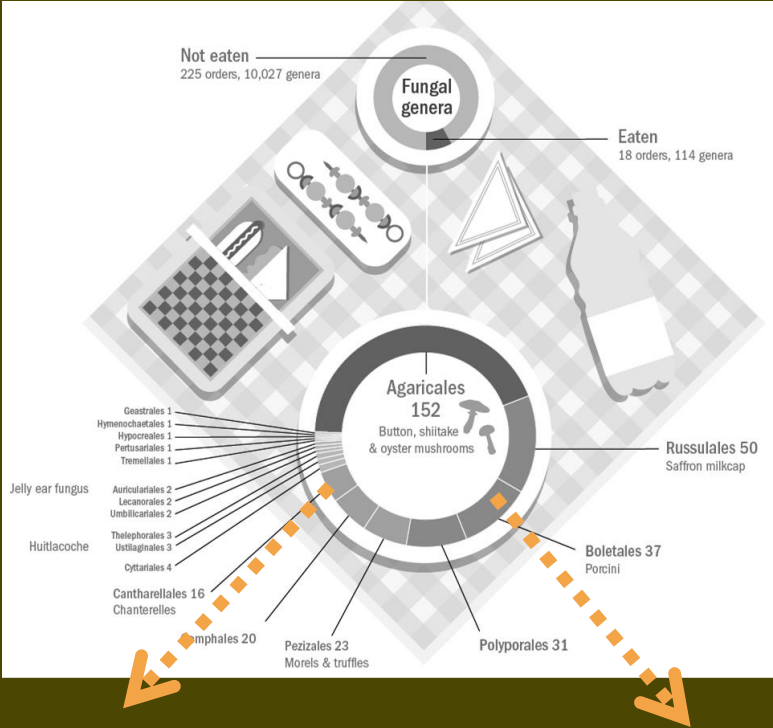 Not eaten
225 orders, 10,027 genera
Fungal
genera
Eaten
18 orders, 114 genera
Agaricales
152
Button, shiitake
& oyster mushrooms
Geastrales 1
Hymenochaetales 1
Hypocreales 1
Pertusariales 1
Tremellales 1
Jelly ear fungus
Auriculariales 2
Lecanorales 2
Umbilicariales 2
Huitlacoche
Thelephorales 3
Ustilaginales 3
Cyttariales 4
Cantharellales 16
Chanterelles
omphales 20
Pezizales 23
Morels & truffles
Polyporales 31
Boletales 37
Porcini
Russulales 50
Saffron milkcap